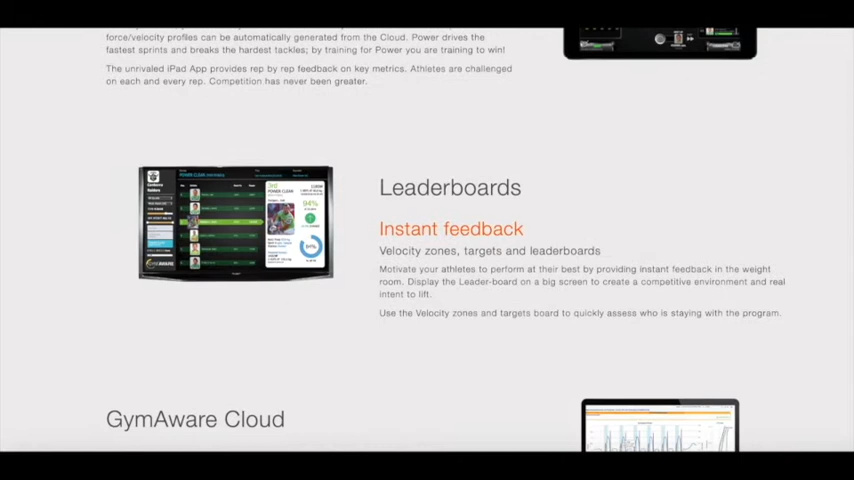 force/velocity profiles can be automatically generated from the Cloud. Power drives the
fastest sprints and breaks the hardest tackles; by training for Power you are training to win!
The unrivaled iPad App provides rep by rep feedback on key metrics. Athletes are challenged
on each and every rep. Competition has never been greater.
Leaderboards
Instant feedback
Velocity zones, targets and leaderboards
Motivate your athletes to perform at their best by providing instant feedback in the weight
room. Display the Leader-board on a big screen to create a competitive environment and real
intent to lift.
Use the Velocity zones and targets board to quickly assess who is staying with the program.
3rd
POWER CLEAN
94%
GymAware Cloud